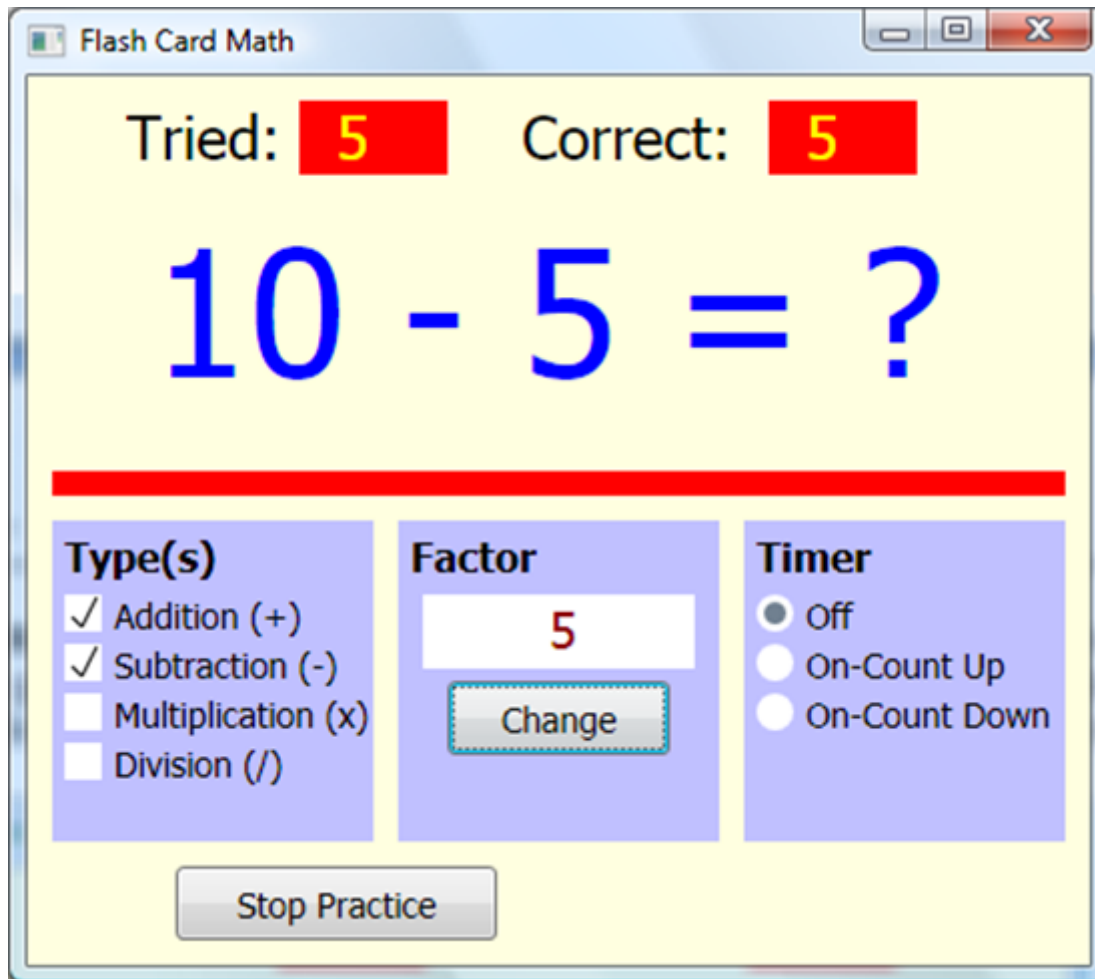 Flash Card Math
Tried: 5 Correct: 5
10 - 5 = ?
Type(s)
Addition (+)
Subtraction (-)
Multiplication (x)
Division (/)
Factor
5
Change
Timer
Off
On-Count Up
On-Count Down
Stop Practice